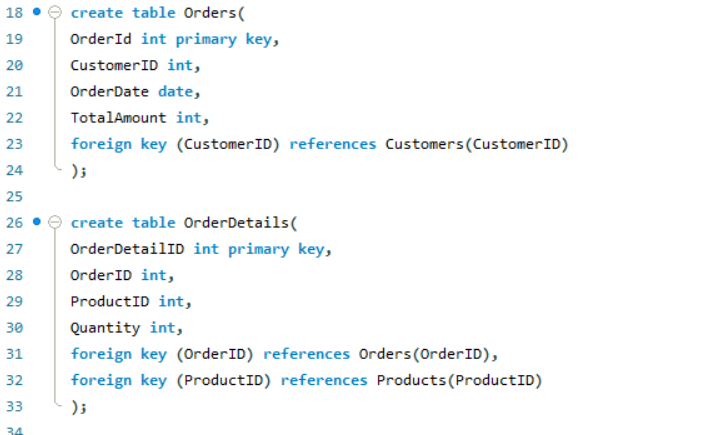 18 create table Orders(
19 OrderId int primary key,
20 CustomerID int,
21 OrderDate date,
22 TotalAmount int,
23 foreign key (CustomerID) references Customers(CustomerID)
24 );
25
26 create table OrderDetails(
27 OrderDetailID int primary key,
28 OrderID int,
29 ProductID int,
30 Quantity int,
31 foreign key (OrderID) references Orders(OrderID),
32 foreign key (ProductID) references Products(ProductID)
33 );
34